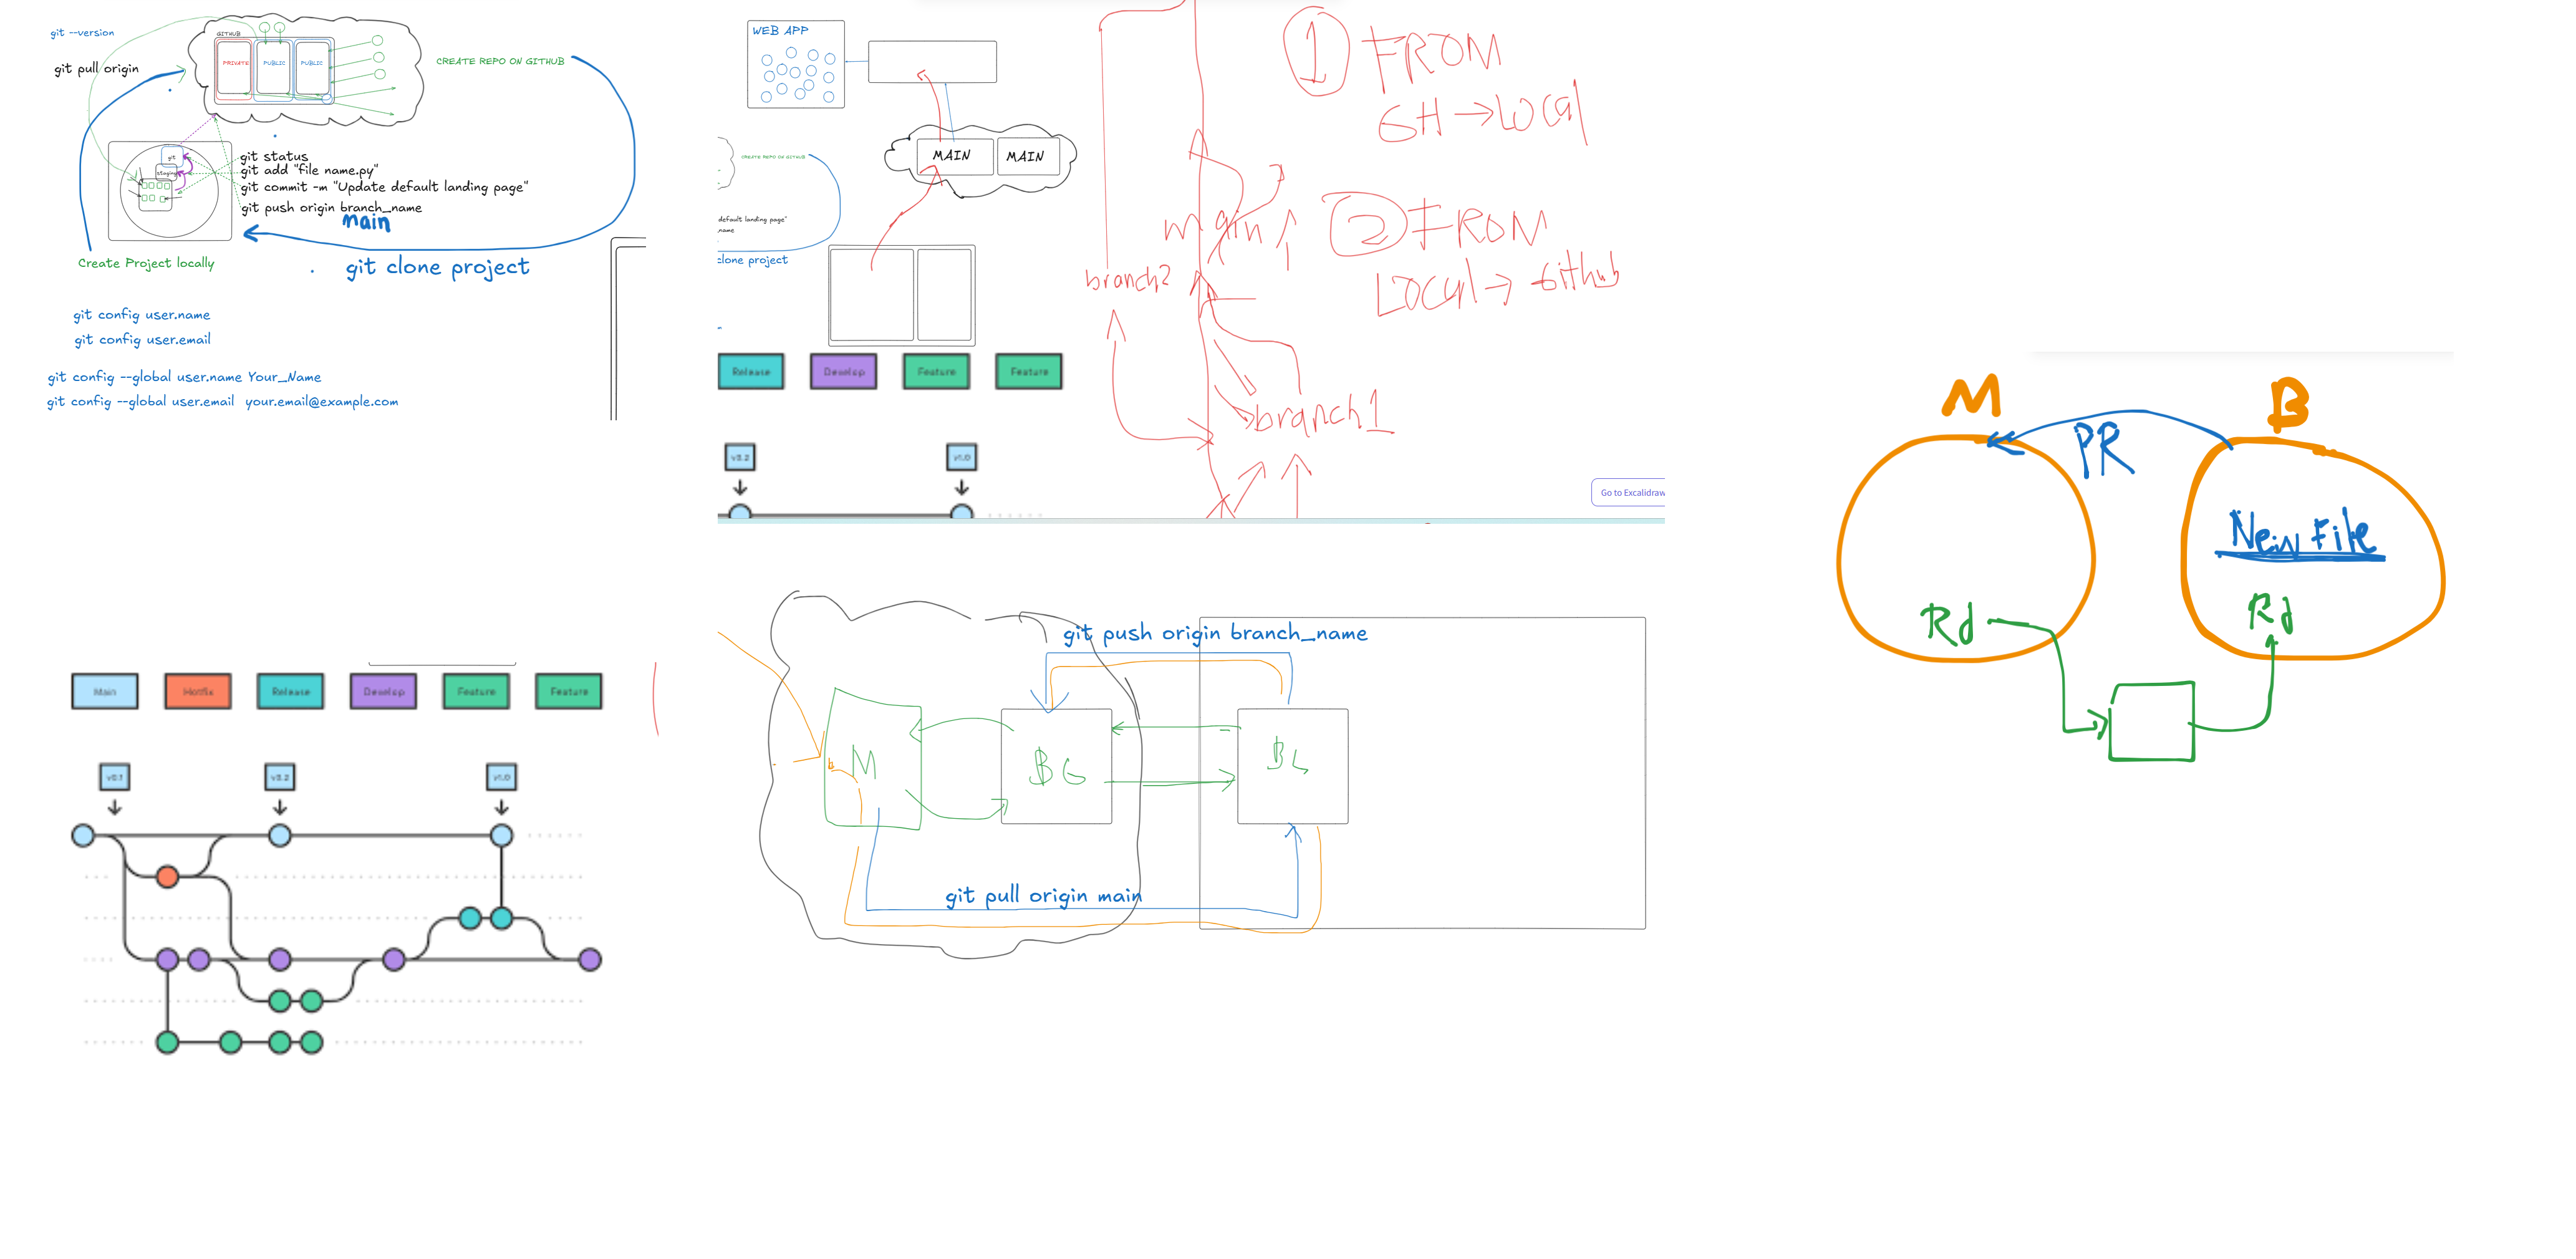 git --version
git pull origin
GITHUB
PRIVATE
PUBLIC
PUBLIC
CREATE REPO ON GITHUB
git
staging
git status
git add "file name.py"
git commit -m "Update default landing page"
git push origin branch_name
main
Create Project locally
git clone project
git config user.name
git config user.email
git config --global user.name Your_Name
git config --global user.email your.email@example.com
WEB APP
CREATE REPO ON GITHUB
MAIN
MAIN
default landing page"
name
clone project
Release
Develop
Feature
Feature
v0.2
v1.0
1 FROM
GH → LOCAl
main
2 FROM
LOCAl → Github
branch2
branch1
Go to Excalidraw
Main
Hotfix
Release
Develop
Feature
Feature
v0.1
v0.2
v1.0
git push origin branch_name
M
BG
BL
git pull origin main
M
B
PR
New File
Rd
Rd